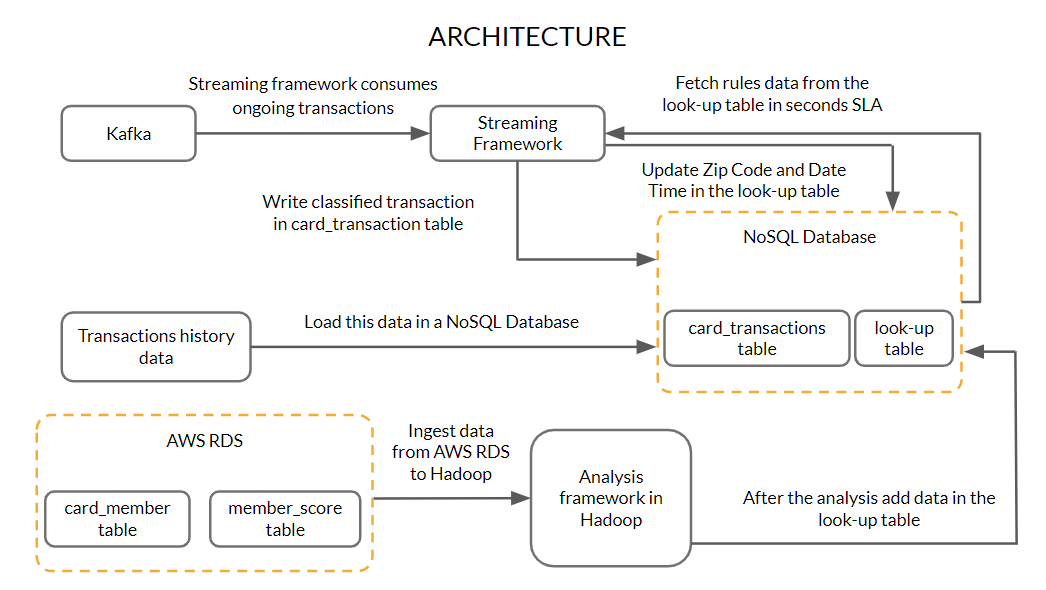 ARCHITECTURE
Streaming framework consumes
ongoing transactions
Fetch rules data from the
look-up table in seconds SLA
Kafka
Streaming
Framework
Update Zip Code and Date
Time in the look-up table
Write classified transaction
in card_transaction table
NoSQL Database
Transactions history
data
Load this data in a NoSQL Database
card_transactions
table
look-up
table
AWS RDS
card_member
table
member_score
table
Ingest data
from AWS RDS
to Hadoop
Analysis
framework in
Hadoop
After the analysis add data in the
look-up table